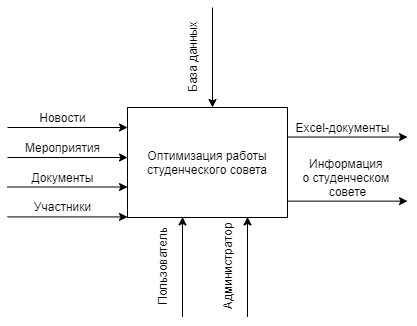 База данных
Новости
Мероприятия
Документы
Участники
Оптимизация работы
студенческого совета
Excel-документы
Информация
о студенческом
совете
Пользователь
Администратор